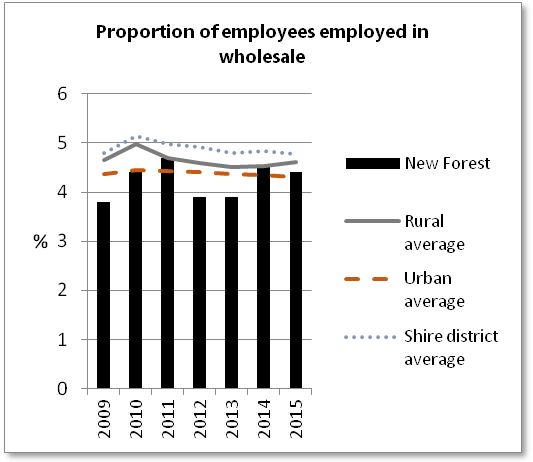 Proportion of employees employed in
wholesale
6
5
4
3
2
1
0
%
2009
2010
2011
2012
2013
2014
2015
New Forest
Rural
average
Urban
average
Shire district
average